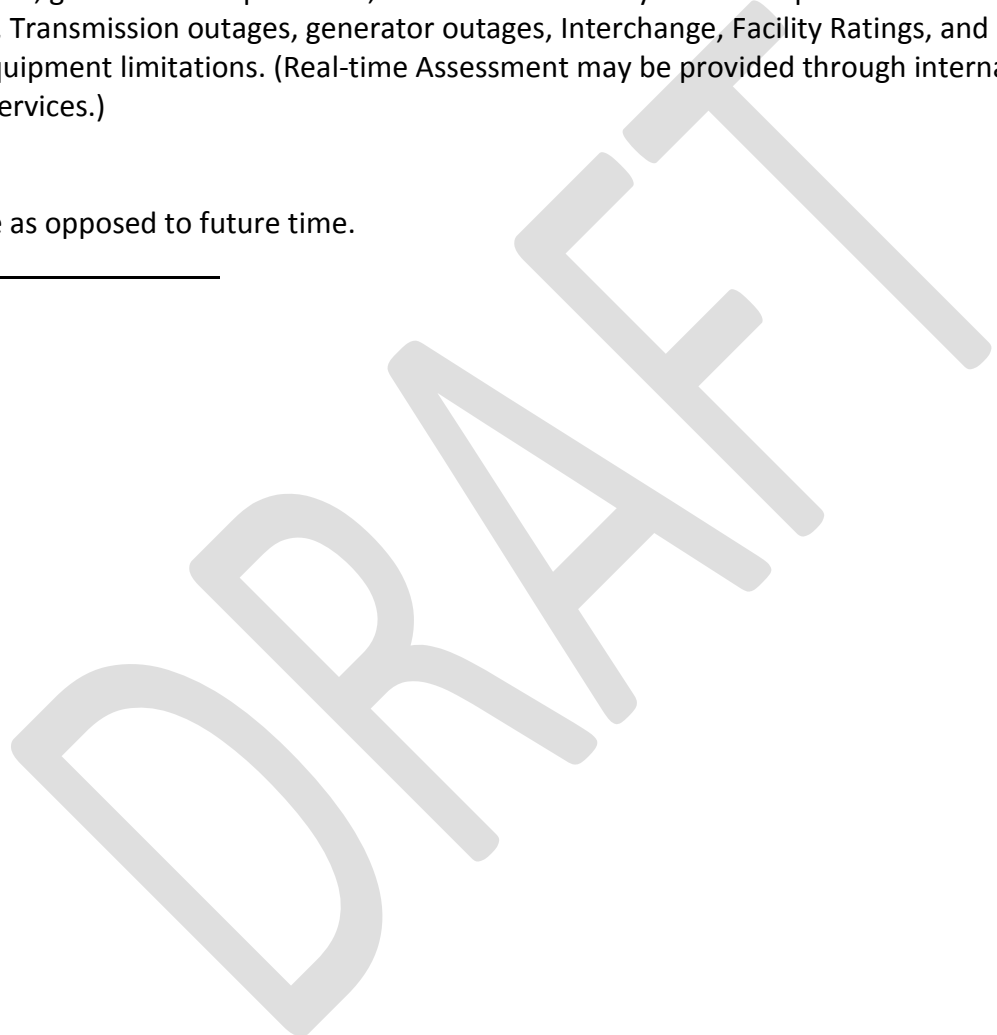 Transmission outages, generator outages, Interchange, Facility Ratings, and
quipment limitations. (Real-time Assessment may be provided through interna
ervices.)
e as opposed to future time.
DRAFT